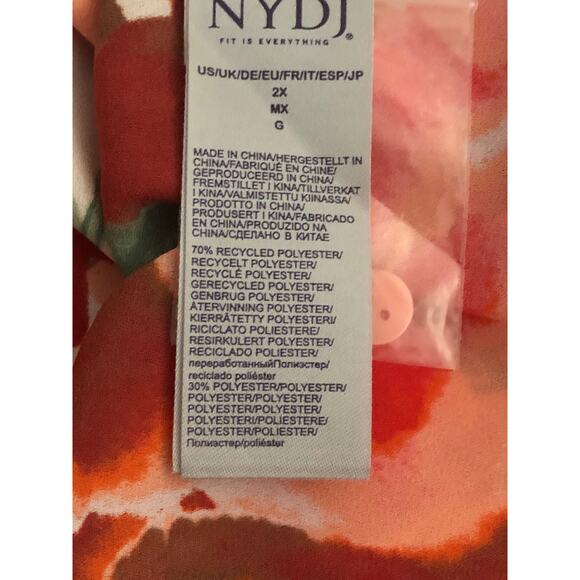 NYDJ®
FIT IS EVERYTHING
US/UK/DE/EU/FR/IT/ESP/JP
2X
MX
G
MADE IN CHINA/HERGESTELLT IN
CHINA/FABRIQUÉ EN CHINE/
GEPRODUCEERD IN CHINA/
FREMSTILLET I KINA/TILLVERKAT
I KINA/VALMISTETTU KIINASSA/
PRODOTTO IN CHINA/
PRODUSERT I KINA/FABRICADO
EN CHINA/PRODUZIDO NA
CHINA/СДЕЛАНО В КИТАЕ
70% RECYCLED POLYESTER/
RECYCELT POLYESTER/
RECYCLÉ POLYESTER/
GERECYCLED POLYESTER/
GENBRUG POLYESTER/
ÅTERVINNING POLYESTER/
KIERRÄTETTY POLYESTERI/
RICICLATO POLIESTERE/
RESIRKULERT POLYESTER/
RECICLADO POLIESTER/
переработанныйПолиэстер/
reciclado poliéster
30% POLYESTER/POLYESTER/
POLYESTER/POLYESTER/
POLYESTER/POLYESTER/
POLYESTERI/POLIESTERE/
POLYESTER/POLIESTER/
Полиэстер/poliéster